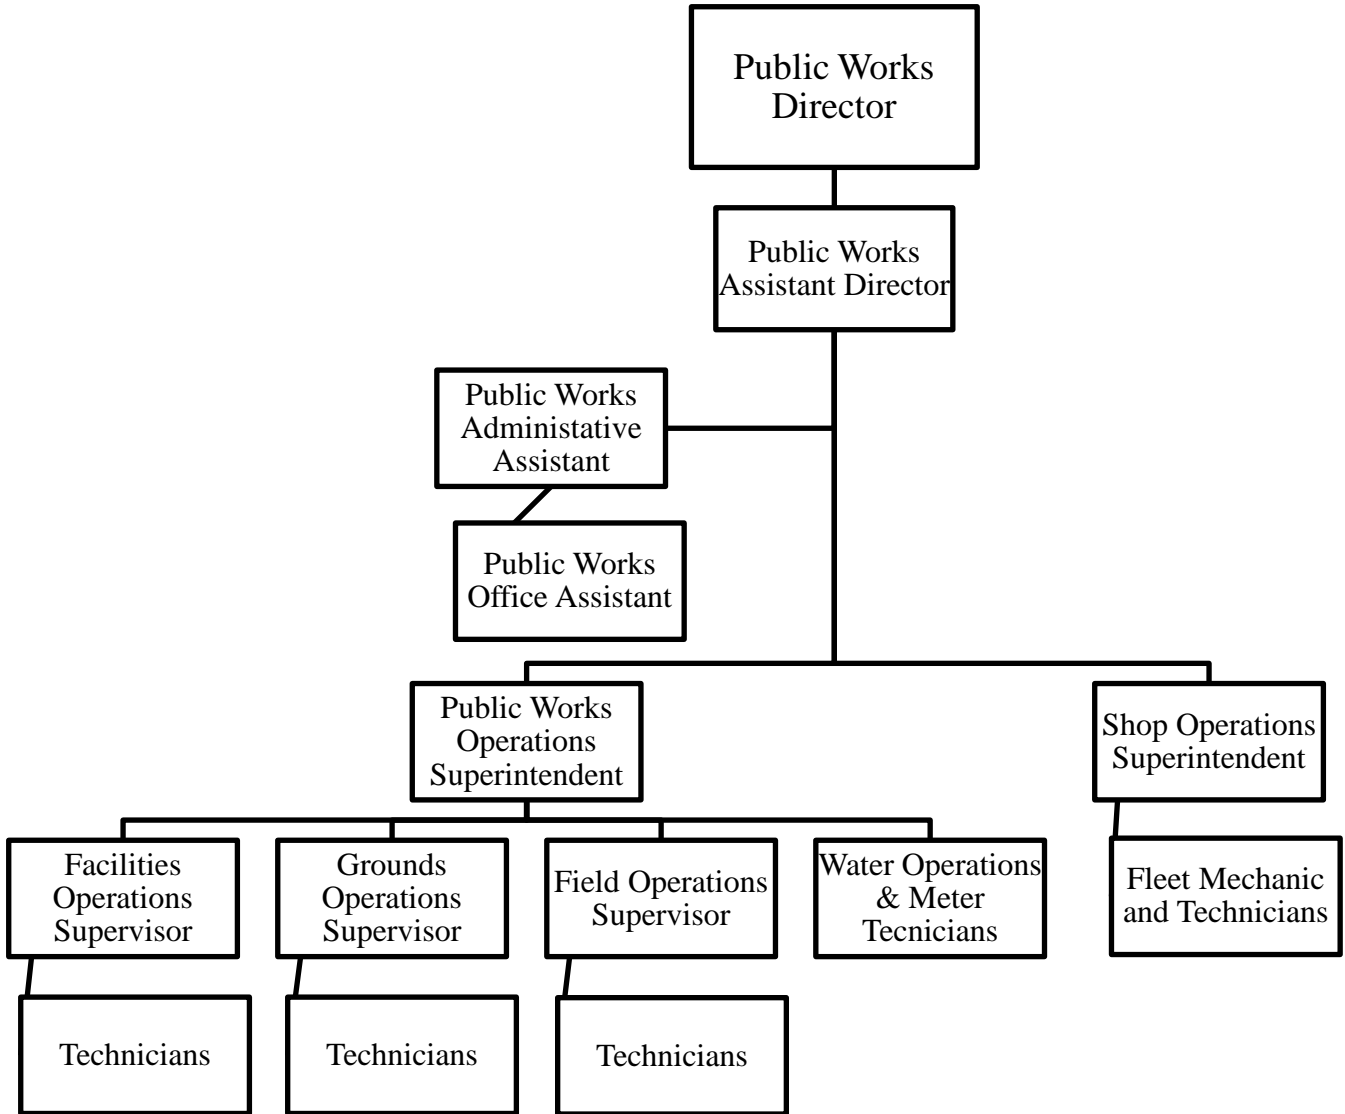 Public Works
Director
Public Works
Assistant Director
Public Works
Administative
Assistant
Public Works
Office Assistant
Public Works
Operations
Superintendent
Shop Operations
Superintendent
Facilities
Operations
Supervisor
Grounds
Operations
Supervisor
Field Operations
Supervisor
Water Operations
& Meter
Tecnicians
Fleet Mechanic
and Technicians
Technicians
Technicians
Technicians